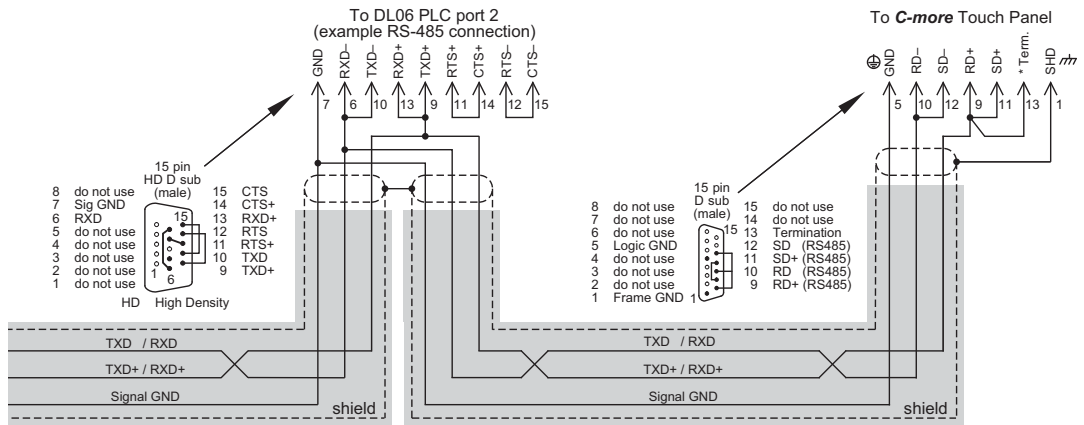 To DL06 PLC port 2
(example RS-485 connection)
GND RXD– TXD– RXD+ TXD+ RTS+ CTS+ RTS– CTS–
7 6 10 13 9 11 14 12 15
To C-more Touch Panel
GND RD– SD– RD+ SD+ * Term. SHD
5 10 12 9 11 13 1
15 pin
HD D sub
(male)
8 do not use
7 Sig GND
6 RXD
5 do not use
4 do not use
3 do not use
2 do not use
1 do not use
15
1
6
15 CTS
14 CTS+
13 RXD+
12 RTS
11 RTS+
10 TXD
9 TXD+
HD High Density
15 pin
D sub
(male)
8 do not use
7 do not use
6 do not use
5 Logic GND
4 do not use
3 do not use
2 do not use
1 Frame GND
15
1
15 do not use
14 do not use
13 Termination
12 SD (RS485)
11 SD+ (RS485)
10 RD (RS485)
9 RD+ (RS485)
TXD / RXD
TXD+ / RXD+
Signal GND
shield
TXD / RXD
TXD+ / RXD+
Signal GND
shield